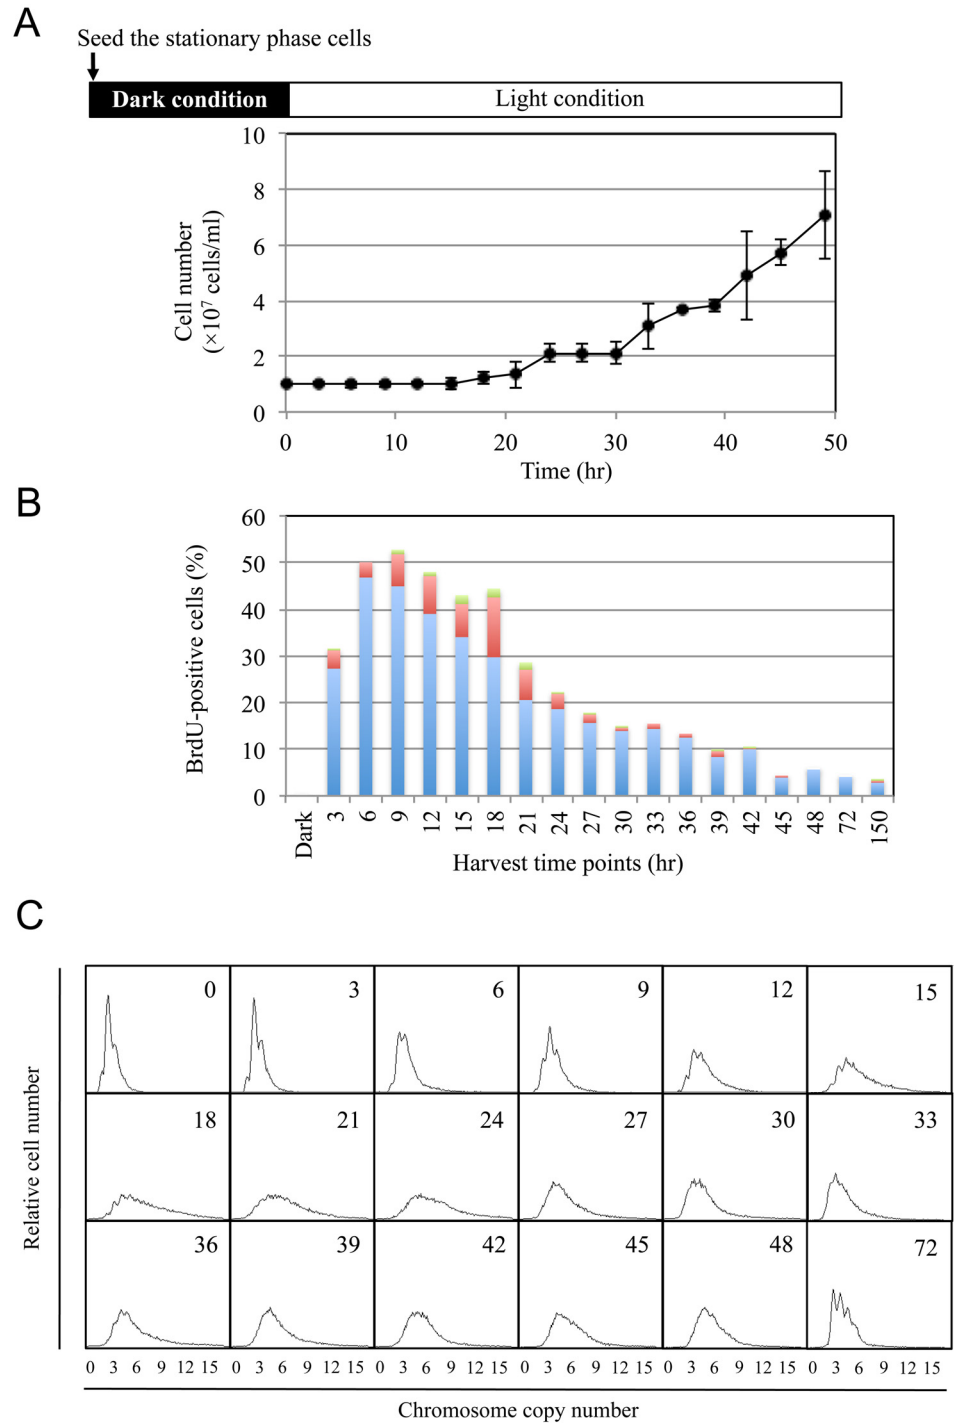 A
Seed the stationary phase cells
Dark condition
Light condition
Cell number
(×10⁷ cells/ml)
10
8
6
4
2
0
0 10 20 30 40 50
Time (hr)
B
BrdU-positive cells (%)
60
50
40
30
20
10
0
Dark 3 6 9 12 15 18 21 24 27 30 33 36 39 42 45 48 72 150
Harvest time points (hr)
C
Relative cell number
0 3 6 9 12 15
18 21 24 27 30 33
36 39 42 45 48 72
0 3 6 9 12 15 0 3 6 9 12 15 0 3 6 9 12 15 0 3 6 9 12 15 0 3 6 9 12 15 0 3 6 9 12 15
Chromosome copy number